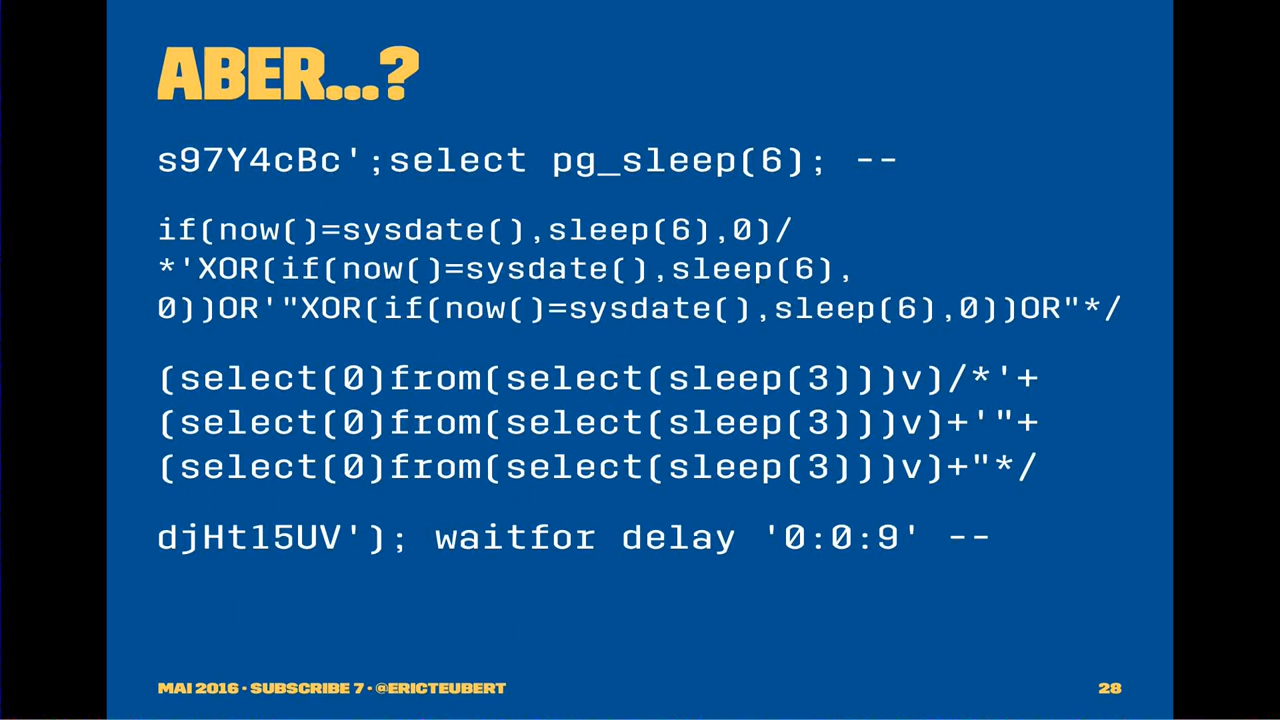 ABER...?
s97Y4cBc';select pg_sleep(6); --
if(now()=sysdate(),sleep(6),0)/
*'XOR(if(now()=sysdate(),sleep(6),
0))OR'"XOR(if(now()=sysdate(),sleep(6),0))OR"*/
(select(0)from(select(sleep(3)))v)/*'+
(select(0)from(select(sleep(3)))v)+'"+
(select(0)from(select(sleep(3)))v)+"*/
djHt15UV'); waitfor delay '0:0:9' --
MAI 2016 · SUBSCRIBE 7 · @ERICTEUBERT
28